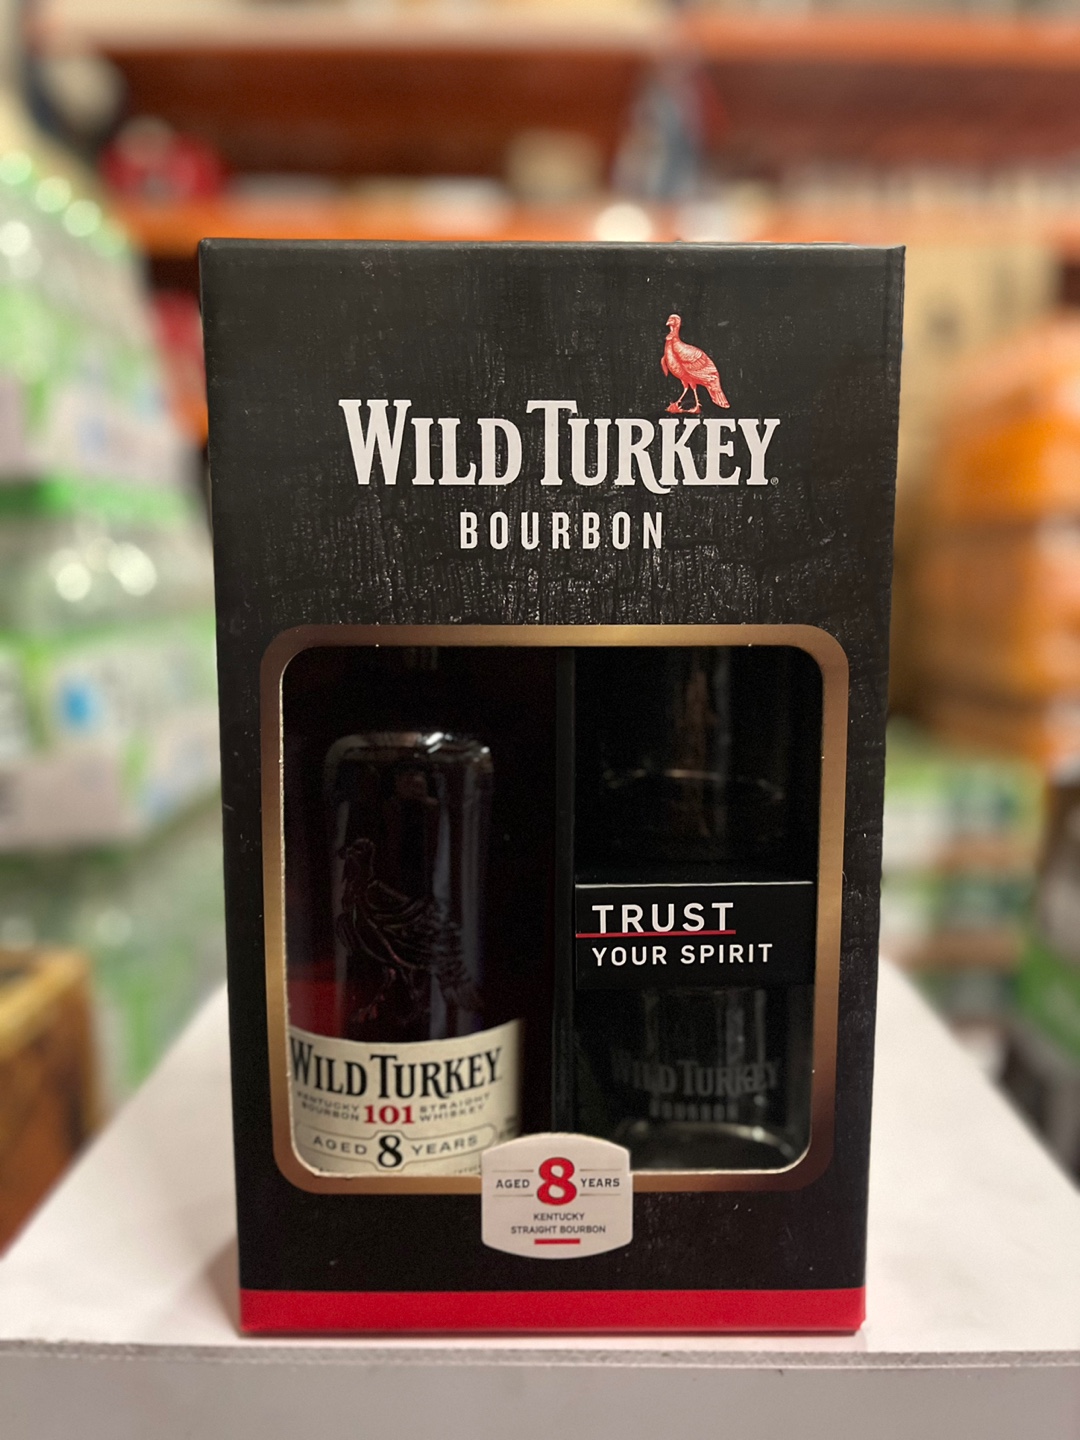 WILD TURKEY
BOURBON
TRUST
YOUR SPIRIT
WILD TURKEY
KENTUCKY BOURBON 101 STRAIGHT WHISKEY
AGED 8 YEARS
WILD TURKEY
BOURBON
AGED 8 YEARS
KENTUCKY
STRAIGHT BOURBON